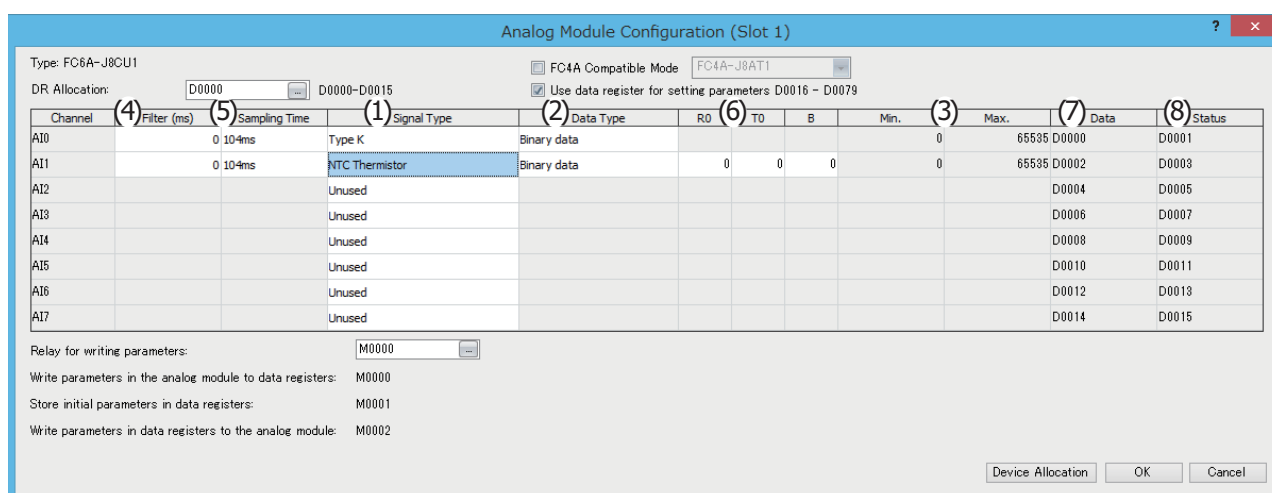 Analog Module Configuration (Slot 1) ? ×
Type: FC6A-J8CU1 FC4A Compatible Mode FC4A-J8AT1
DR Allocation: D0000 ... D0000-D0015 Use data register for setting parameters D0016 - D0079
Channel (4) Filter (ms) (5) Sampling Time (1) Signal Type (2) Data Type R0 (6) T0 B Min. (3) Max. (7) Data (8) Status
AI0 0 104ms Type K Binary data 0 65535 D0000 D0001
AI1 0 104ms NTC Thermistor Binary data 0 0 0 0 65535 D0002 D0003
AI2 Unused D0004 D0005
AI3 Unused D0006 D0007
AI4 Unused D0008 D0009
AI5 Unused D0010 D0011
AI6 Unused D0012 D0013
AI7 Unused D0014 D0015
Relay for writing parameters: M0000 ...
Write parameters in the analog module to data registers: M0000
Store initial parameters in data registers: M0001
Write parameters in data registers to the analog module: M0002
Device Allocation OK Cancel